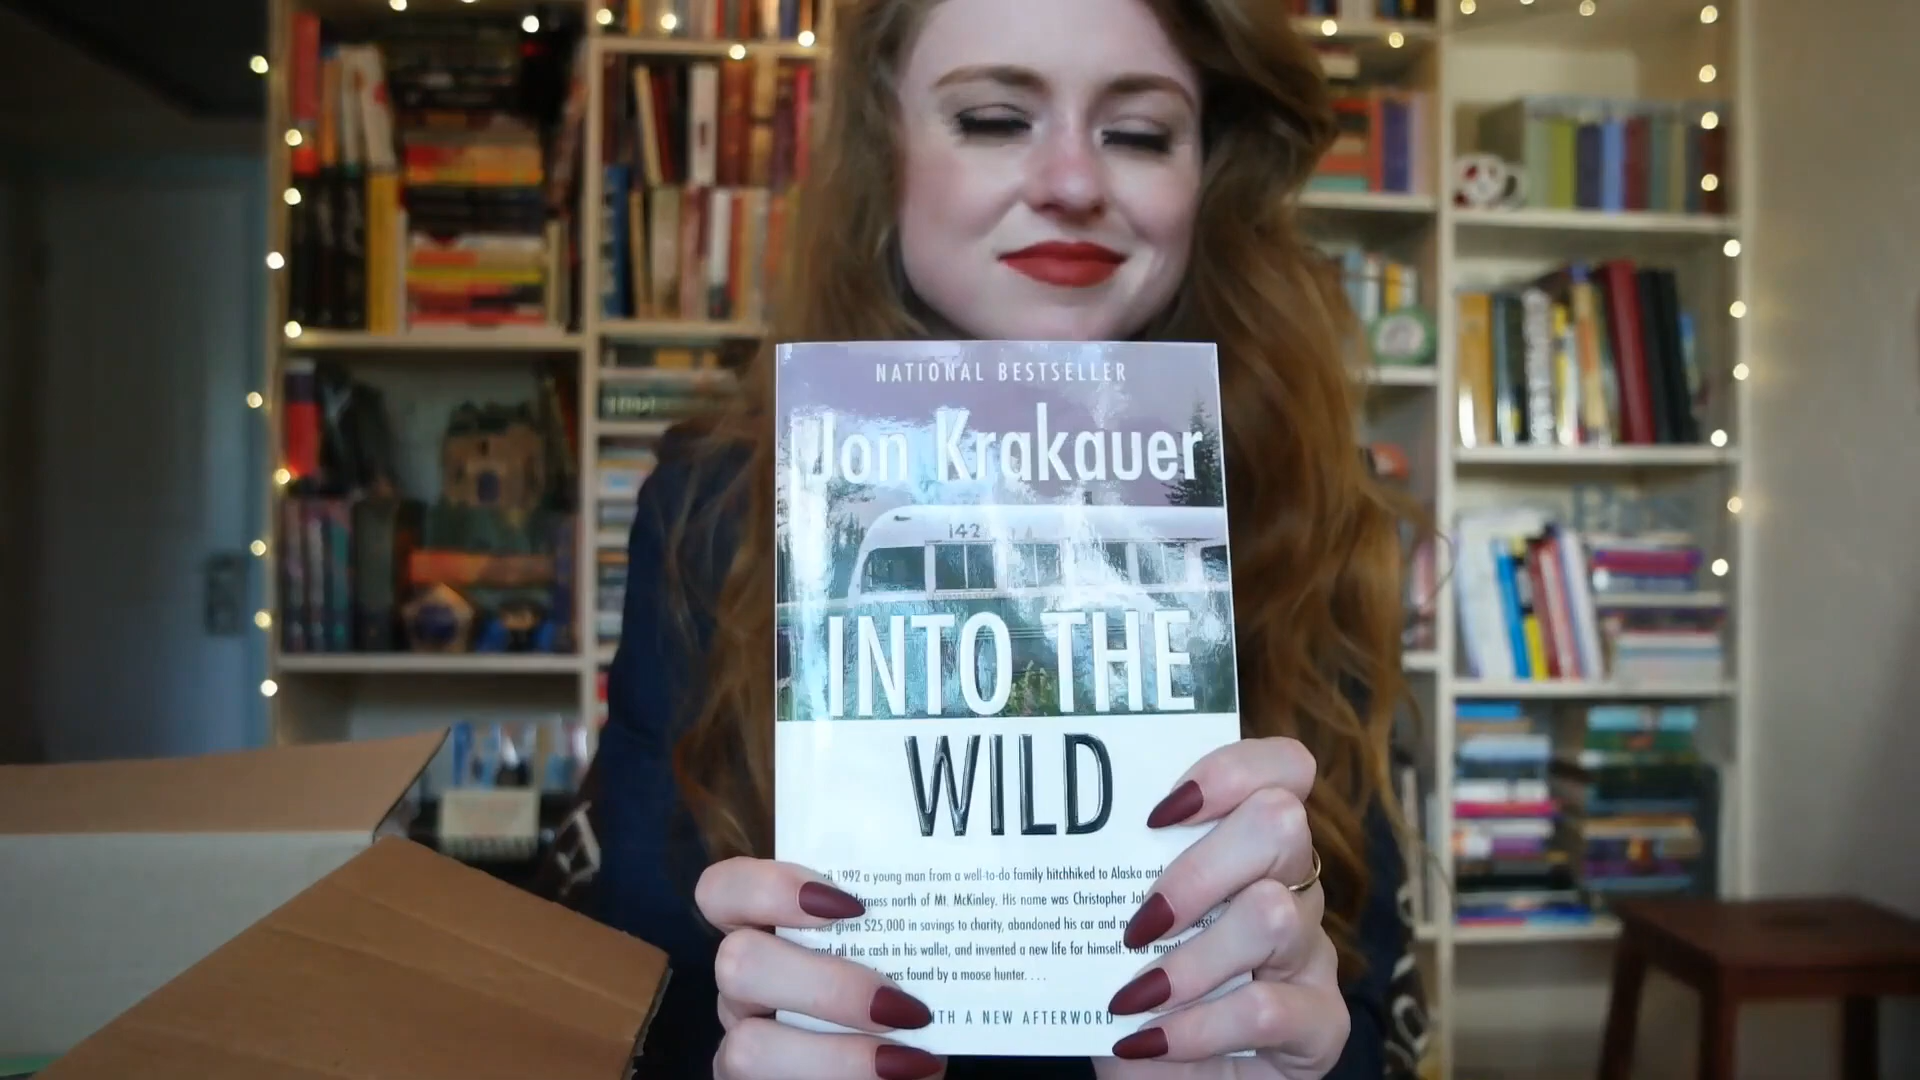 NATIONAL BESTSELLER
Jon Krakauer
142
INTO THE
WILD
1992 a young man from a well-to-do family hitchhiked to Alaska and
north of Mt. McKinley. His name was Christopher
given $25,000 in savings to charity, abandoned his car and
all the cash in his wallet, and invented a new life for himself. Four
was found by a moose hunter. . . .
A NEW AFTERWORD